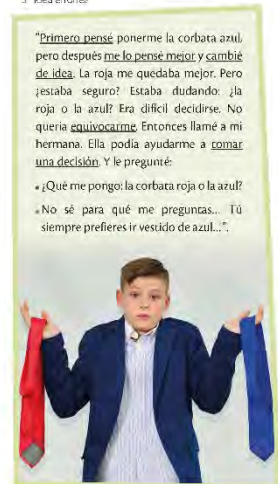 "Primero pensé ponerme la corbata azul,
pero después me lo pensé mejor y cambié
de idea. La roja me quedaba mejor. Pero
¿estaba seguro? Estaba dudando: ¿la
roja o la azul? Era difícil decidirse. No
quería equivocarme. Entonces llamé a mi
hermana. Ella podía ayudarme a tomar
una decisión. Y le pregunté:
• ¿Qué me pongo: la corbata roja o la azul?
• No sé para qué me preguntas... Tú
siempre prefieres ir vestido de azul...".